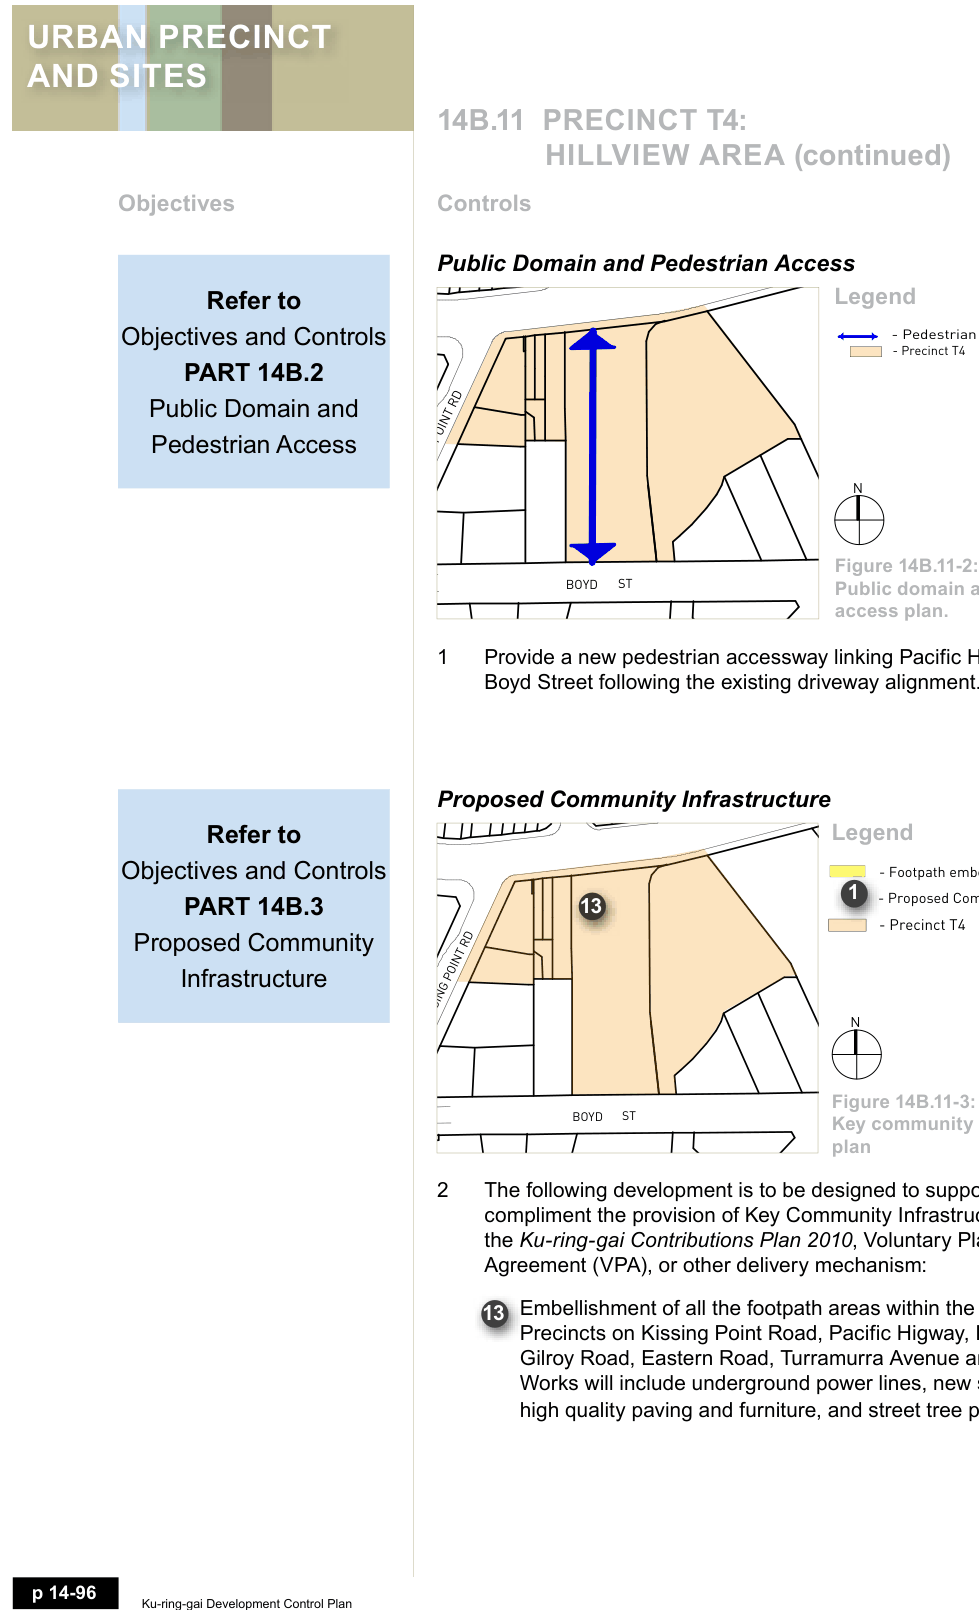 URBAN PRECINCT
AND SITES
14B.11 PRECINCT T4:
HILLVIEW AREA (continued)
Objectives
Controls
Refer to
Objectives and Controls
PART 14B.2
Public Domain and
Pedestrian Access
Public Domain and Pedestrian Access
Legend
- Pedestrian
- Precinct T4
POINT RD
N
BOYD ST
Figure 14B.11-2:
Public domain a
access plan.
1 Provide a new pedestrian accessway linking Pacific H
Boyd Street following the existing driveway alignment.
Refer to
Objectives and Controls
PART 14B.3
Proposed Community
Infrastructure
Proposed Community Infrastructure
Legend
- Footpath emb
1 - Proposed Com
- Precinct T4
13
ING POINT RD
N
BOYD ST
Figure 14B.11-3:
Key community
plan
2 The following development is to be designed to suppo
compliment the provision of Key Community Infrastruc
the Ku-ring-gai Contributions Plan 2010, Voluntary Pla
Agreement (VPA), or other delivery mechanism:
13 Embellishment of all the footpath areas within the
Precincts on Kissing Point Road, Pacific Higway,
Gilroy Road, Eastern Road, Turramurra Avenue a
Works will include underground power lines, new s
high quality paving and furniture, and street tree p
p 14-96
Ku-ring-gai Development Control Plan